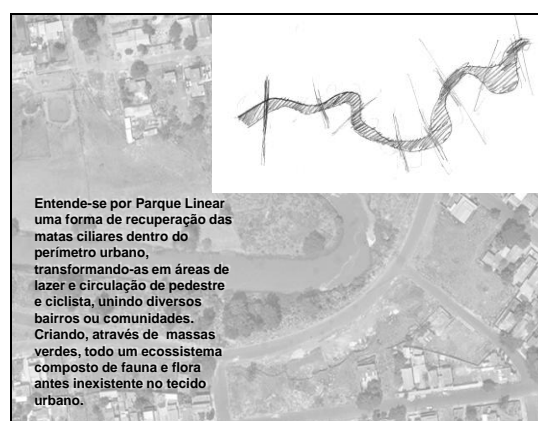 Entende-se por Parque Linear
uma forma de recuperação das
matas ciliares dentro do
perímetro urbano,
transformando-as em áreas de
lazer e circulação de pedestre
e ciclista, unindo diversos
bairros ou comunidades.
Criando, através de  massas
verdes, todo um ecossistema
composto de fauna e flora
antes inexistente no tecido
urbano.